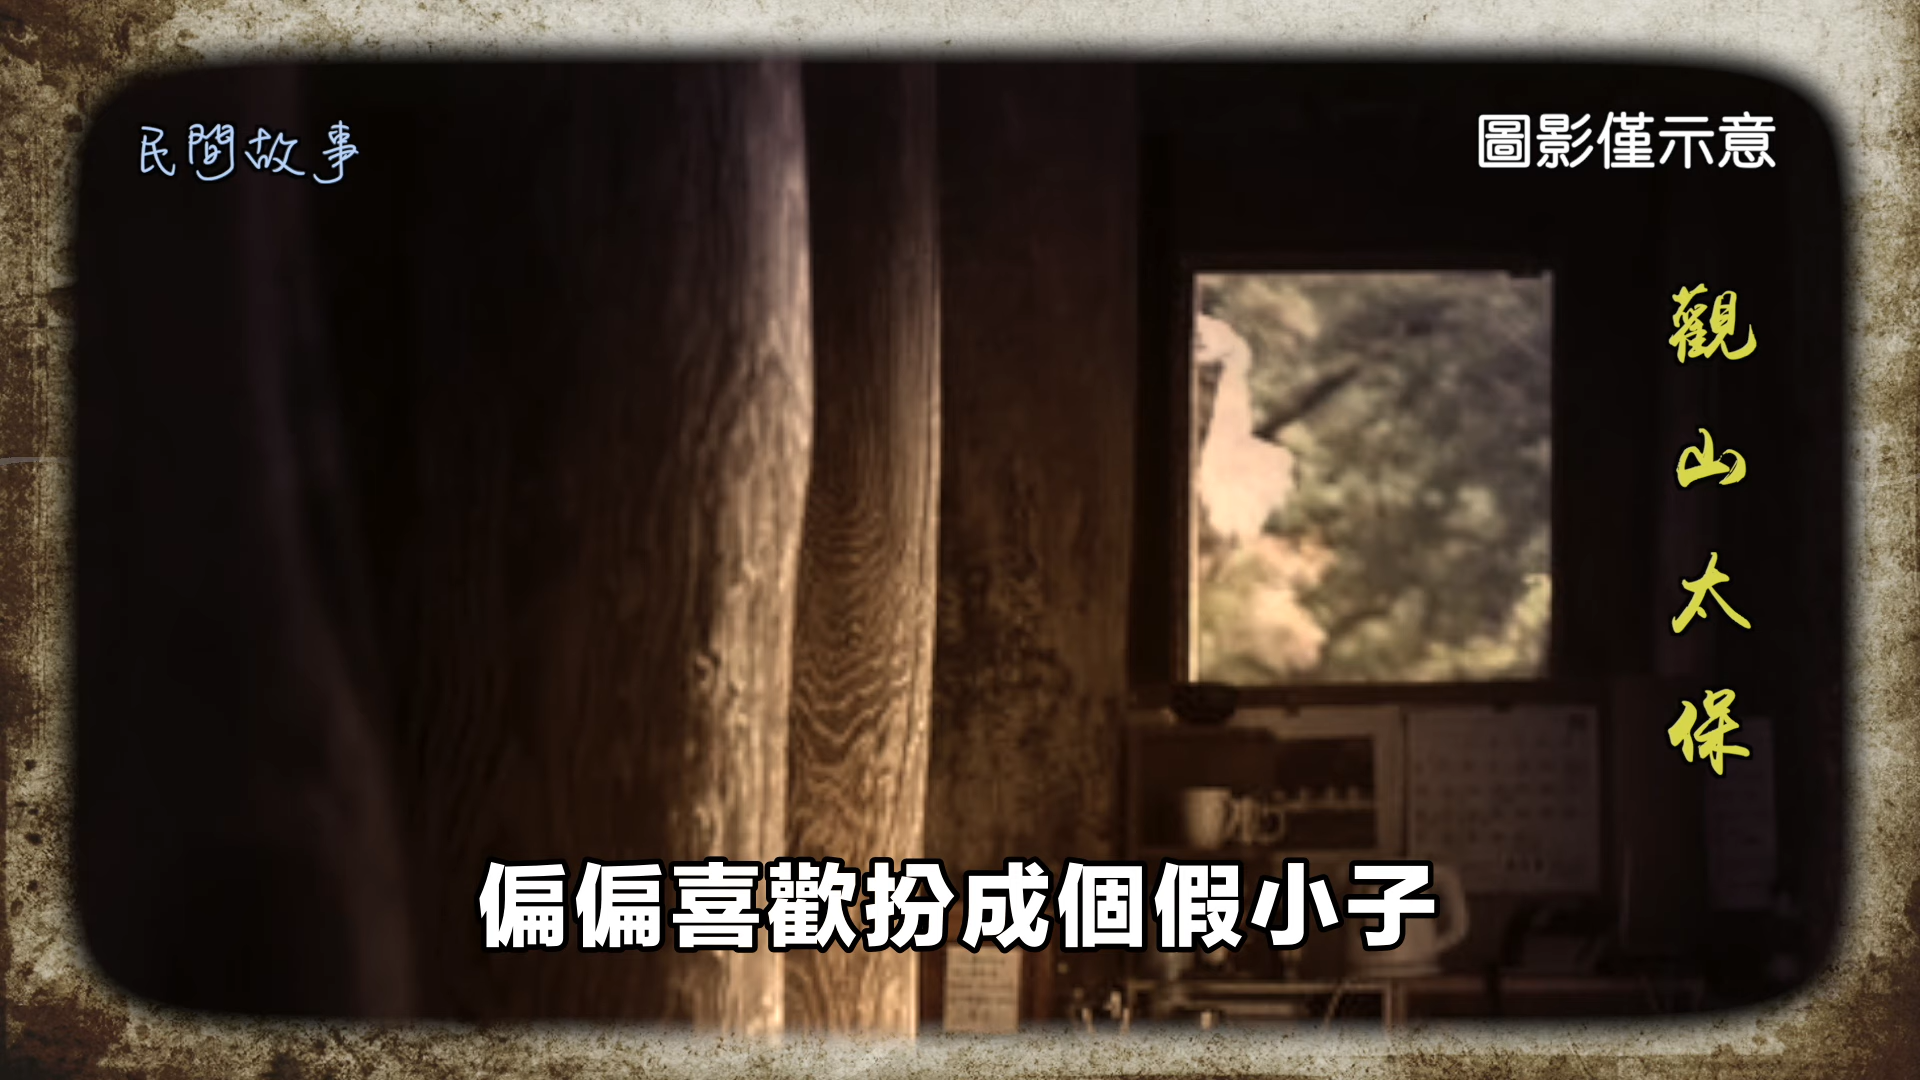 民間故事
圖影僅示意
觀山太保
偏偏喜歡扮成個假小子